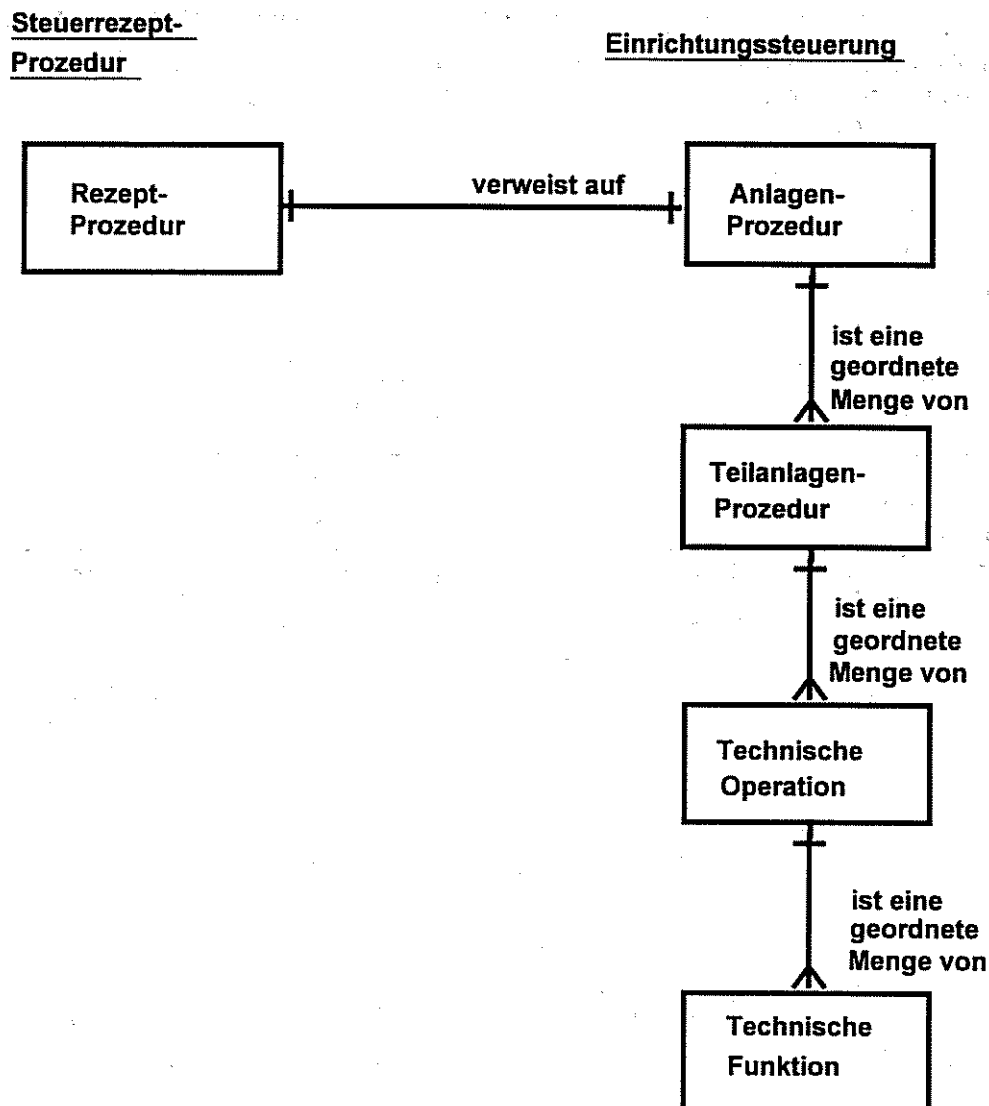 Steuerrezept-
Prozedur
Einrichtungssteuerung
Rezept-
Prozedur
verweist auf
Anlagen-
Prozedur
ist eine
geordnete
Menge von
Teilanlagen-
Prozedur
ist eine
geordnete
Menge von
Technische
Operation
ist eine
geordnete
Menge von
Technische
Funktion